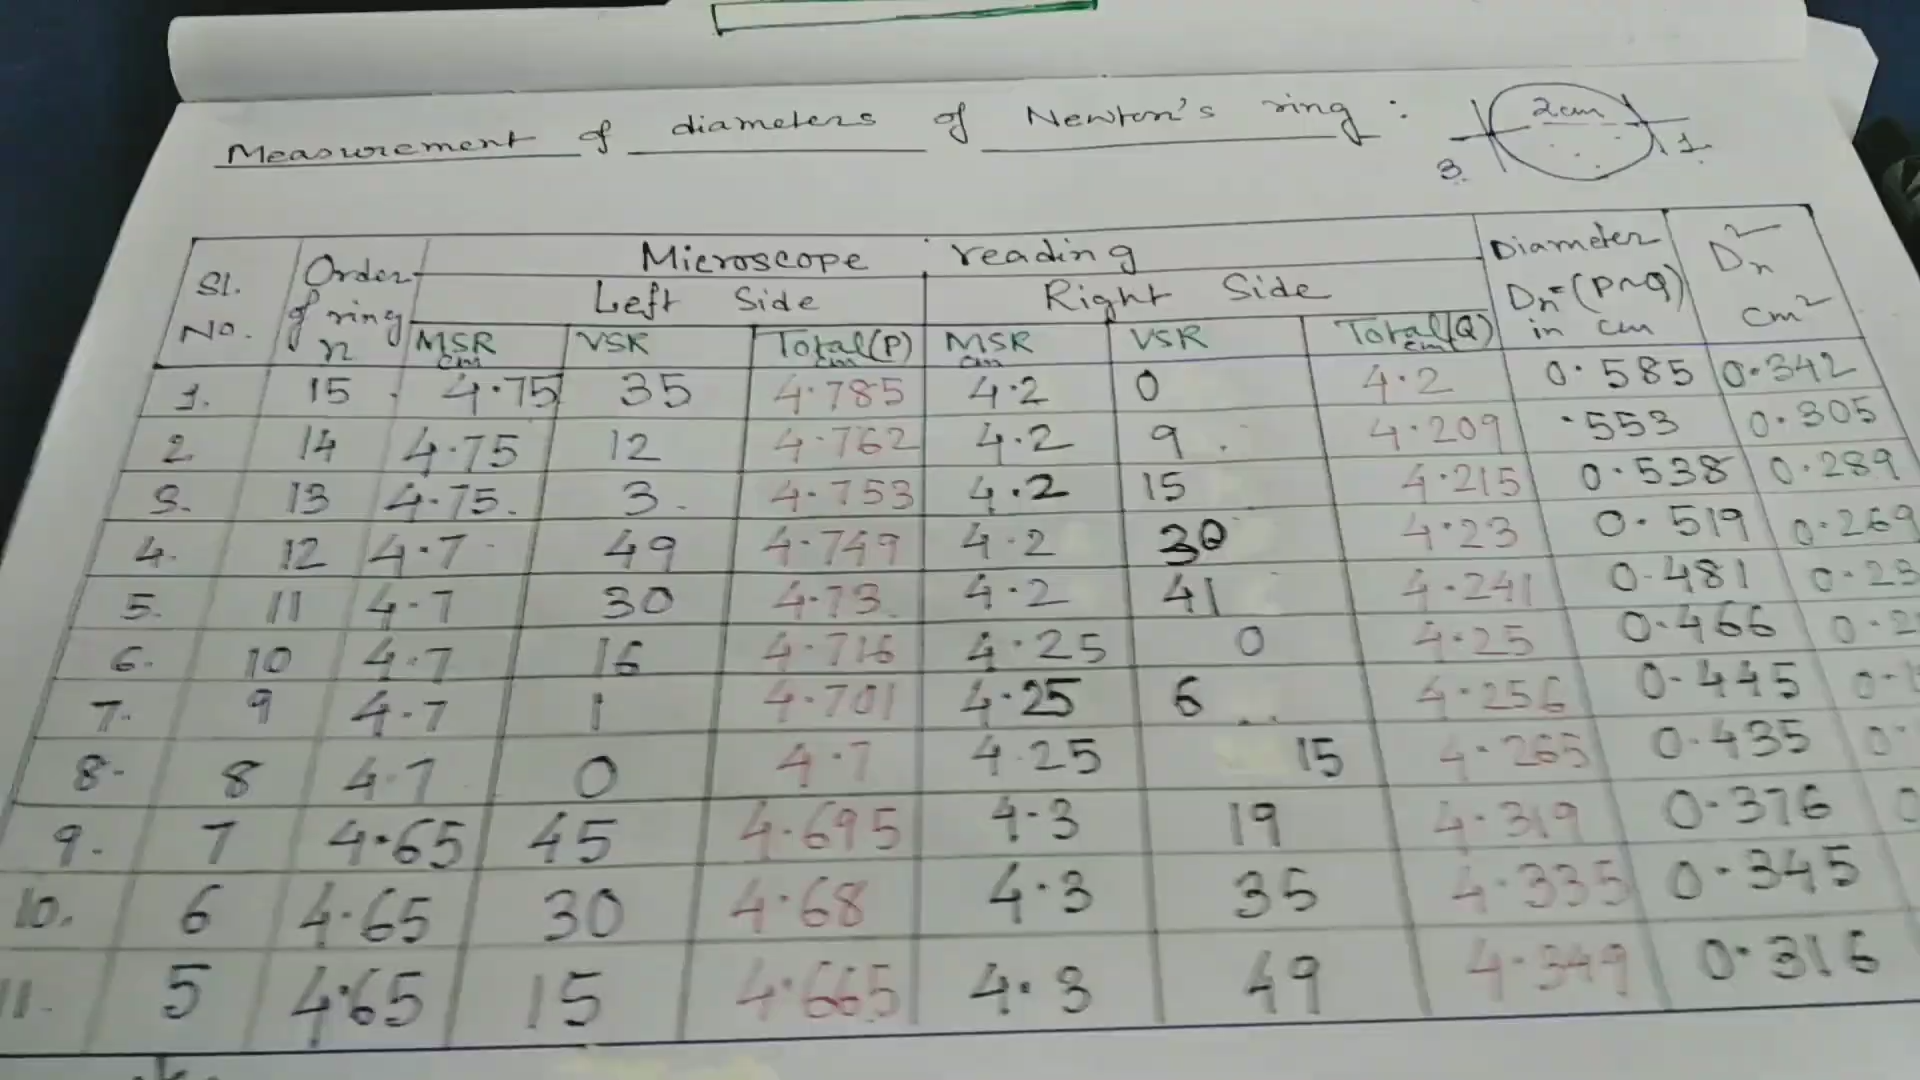 Measurement of diameters of Newton's ring :
2cm
3.
1.
Sl. No.
Order of ring n
Microscope reading
Left Side
Right Side
Diameter Dn = (P~Q) in cm
Dn² cm²
MSR cm VSR Total(P) MSR cm VSR Total(Q) cm
1. 15 4.75 35 4.785 4.2 0 4.2 0.585 0.342
2. 14 4.75 12 4.762 4.2 9 4.209 .553 0.305
3. 13 4.75 3 4.753 4.2 15 4.215 0.538 0.289
4. 12 4.7 49 4.749 4.2 30 4.23 0.519 0.269
5. 11 4.7 30 4.73 4.2 41 4.241 0.481 0.23
6. 10 4.7 16 4.716 4.25 0 4.25 0.466 0.2
7. 9 4.7 1 4.701 4.25 6 4.256 0.445 0.
8. 8 4.7 0 4.7 4.25 15 4.265 0.435 0.
9. 7 4.65 45 4.695 4.3 19 4.319 0.376 0
10. 6 4.65 30 4.68 4.3 35 4.335 0.345
11. 5 4.65 15 4.665 4.3 49 4.349 0.316